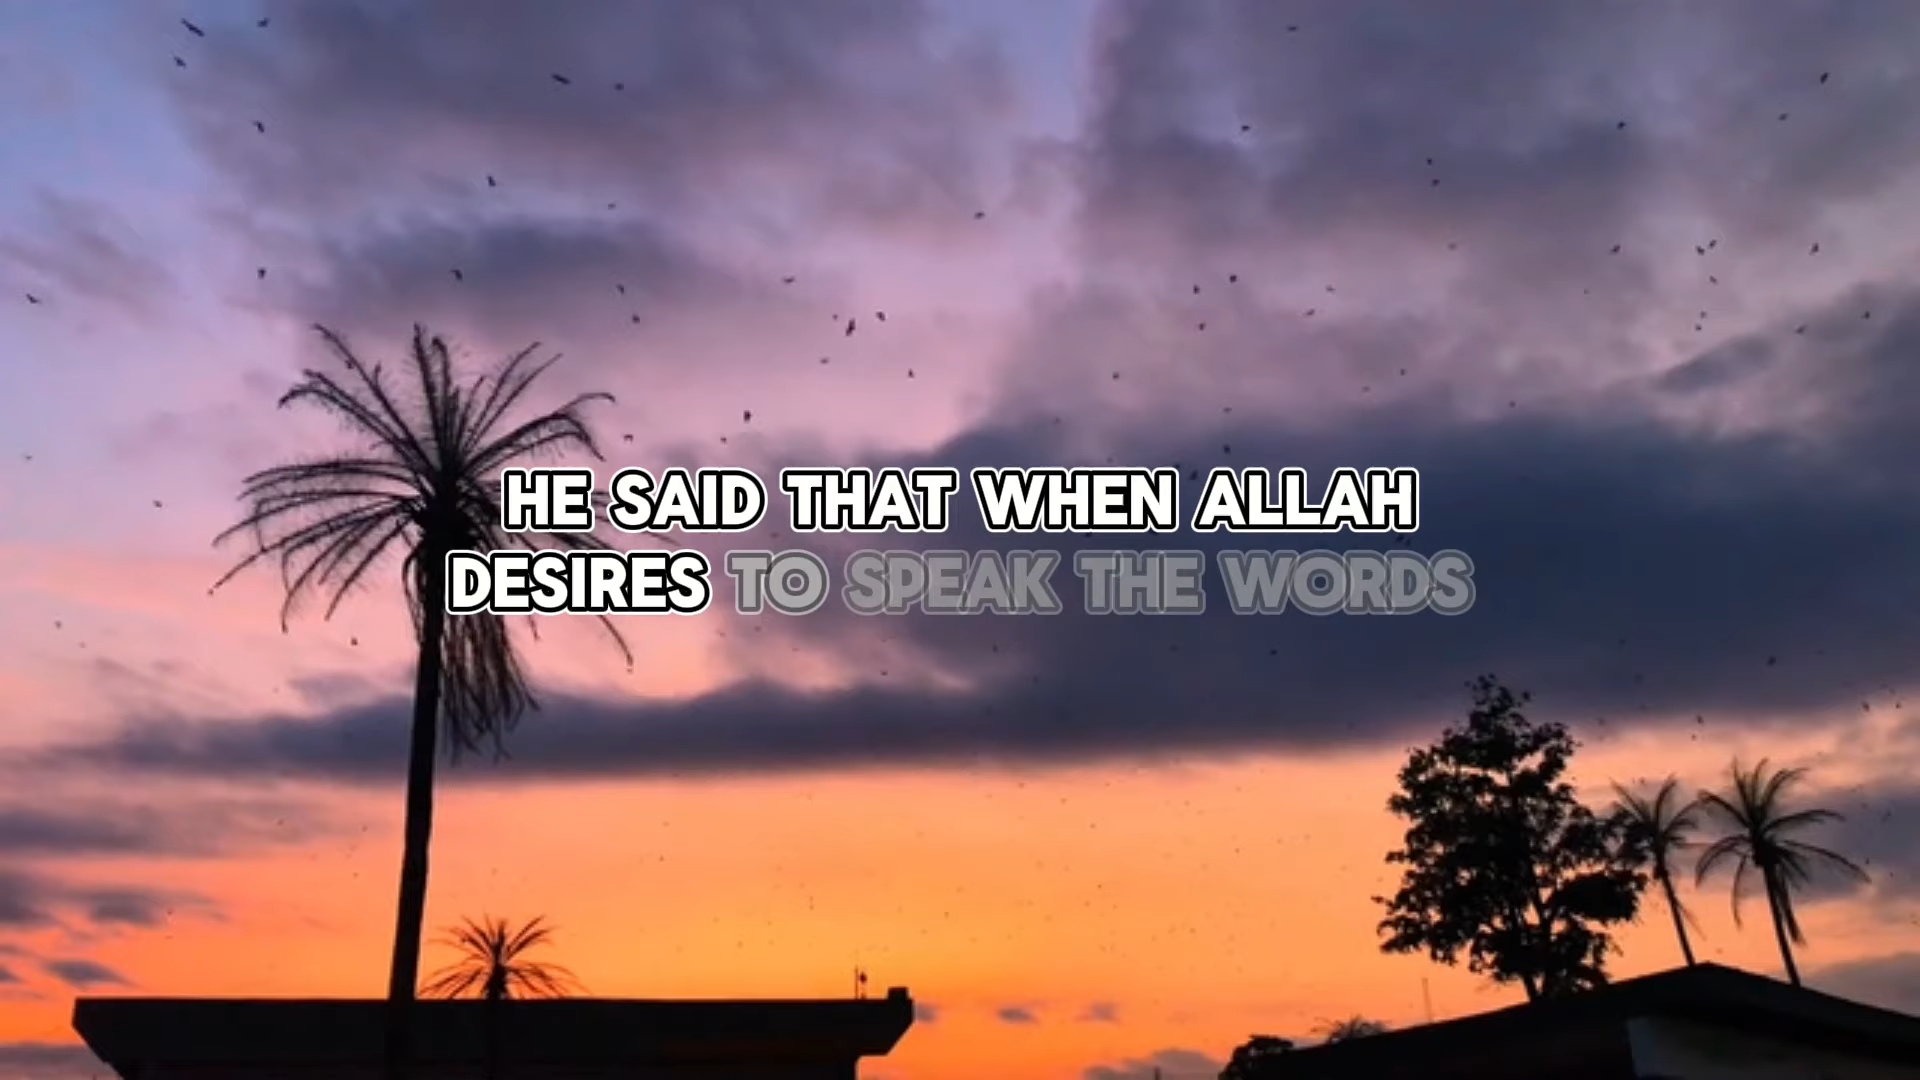 HE SAID THAT WHEN ALLAH
DESIRES TO SPEAK THE WORDS